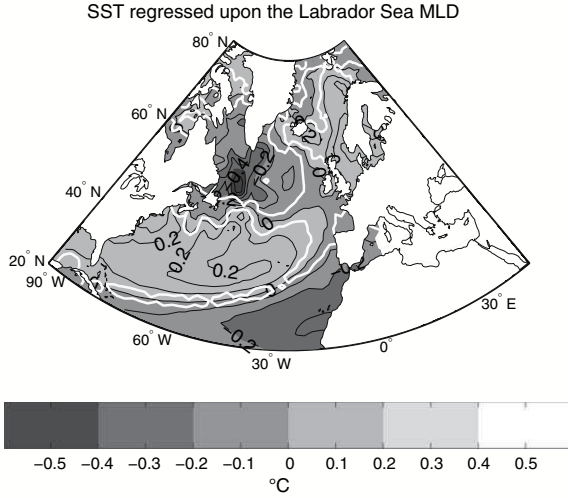 SST regressed upon the Labrador Sea MLD
80° N
60° N
40° N
20° N
90° W
60° W
30° W
0°
30° E
0.2
0.2
0.2
0.2
0
−0.2
−0.5 −0.4 −0.3 −0.2 −0.1 0 0.1 0.2 0.3 0.4 0.5
°C